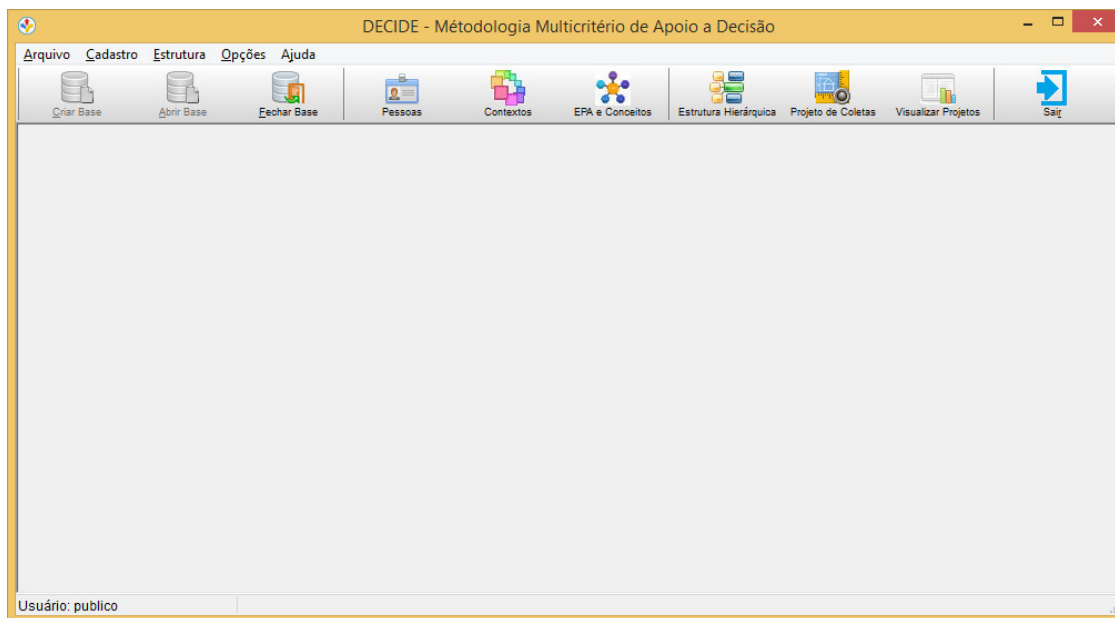 DECIDE - Métodologia Multicritério de Apoio a Decisão
Arquivo Cadastro Estrutura Opções Ajuda
Criar Base Abrir Base Fechar Base Pessoas Contextos EPA e Conceitos Estrutura Hierárquica Projeto de Coletas Visualizar Projetos Sair
Usuário: publico